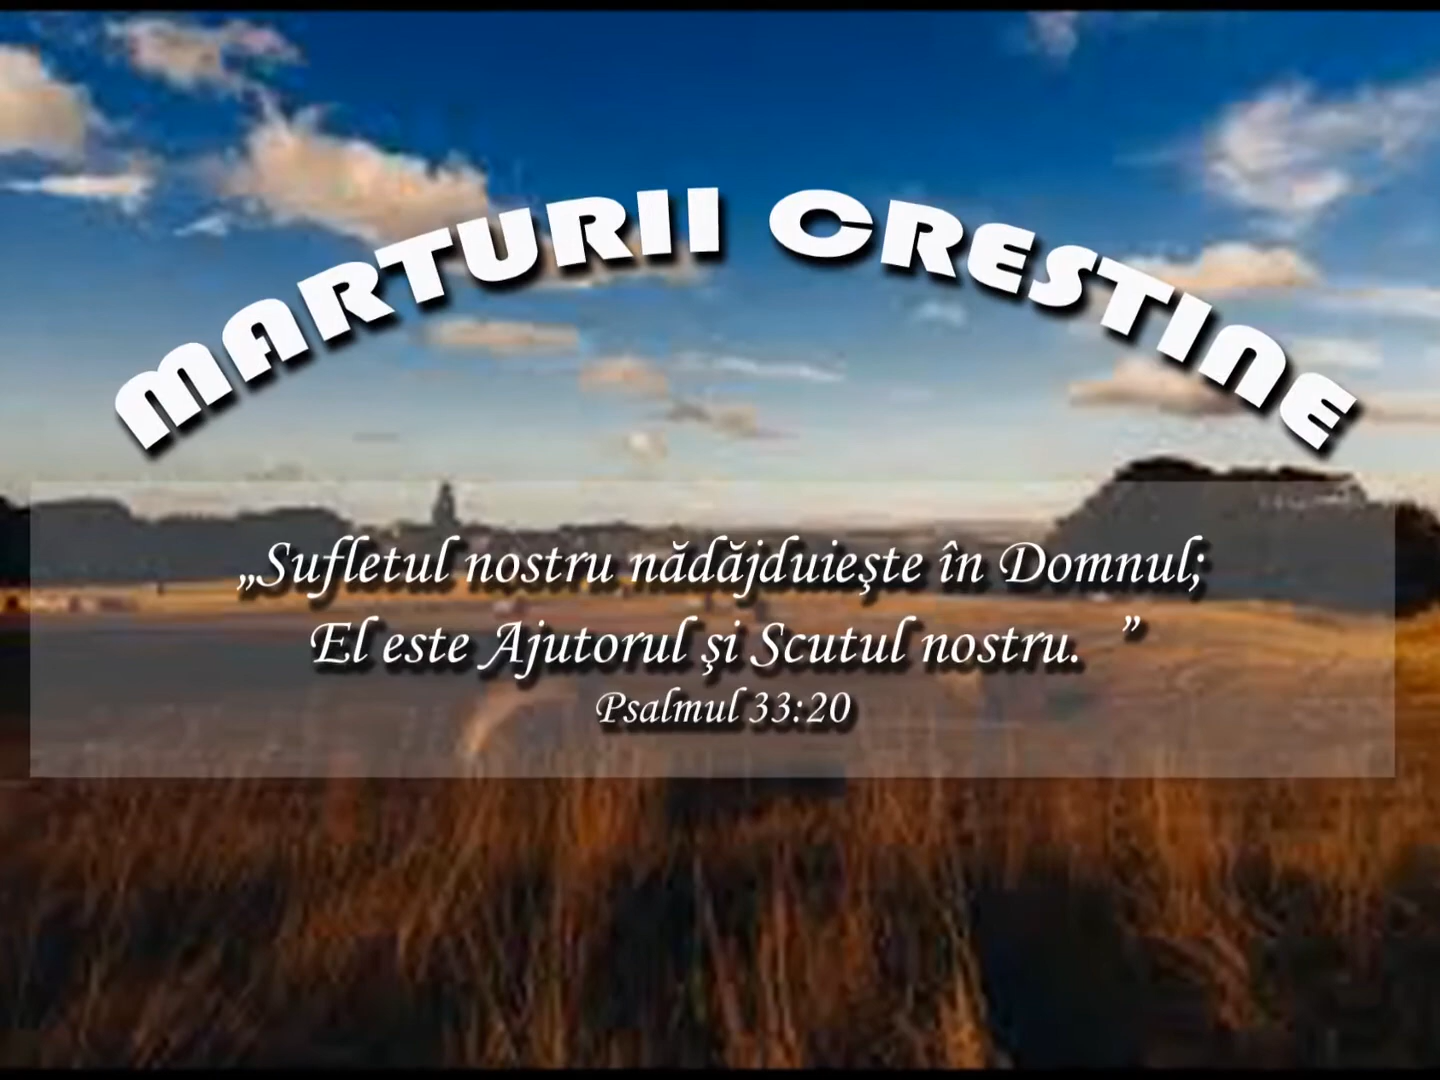 MARTURII CRESTINE
„Sufletul nostru nădăjduieşte în Domnul;
El este Ajutorul şi Scutul nostru. ”
Psalmul 33:20